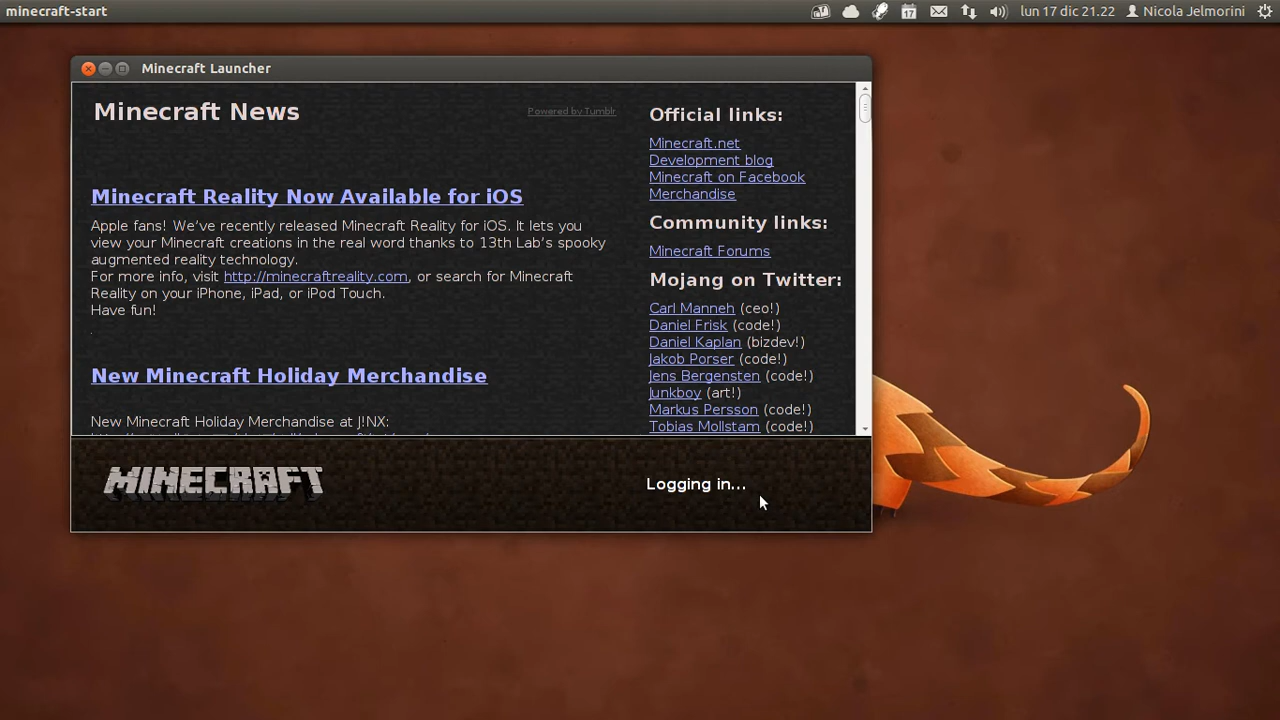 minecraft-start
17
lun 17 dic 21.22
Nicola Jelmorini
Minecraft Launcher
Minecraft News
Powered by Tumblr
Minecraft Reality Now Available for iOS
Apple fans! We've recently released Minecraft Reality for iOS. It lets you
view your Minecraft creations in the real word thanks to 13th Lab's spooky
augmented reality technology.
For more info, visit http://minecraftreality.com, or search for Minecraft
Reality on your iPhone, iPad, or iPod Touch.
Have fun!
.
New Minecraft Holiday Merchandise
New Minecraft Holiday Merchandise at J!NX:
Official links:
Minecraft.net
Development blog
Minecraft on Facebook
Merchandise
Community links:
Minecraft Forums
Mojang on Twitter:
Carl Manneh (ceo!)
Daniel Frisk (code!)
Daniel Kaplan (bizdev!)
Jakob Porser (code!)
Jens Bergensten (code!)
Junkboy (art!)
Markus Persson (code!)
Tobias Mollstam (code!)
MINECRAFT
Logging in...